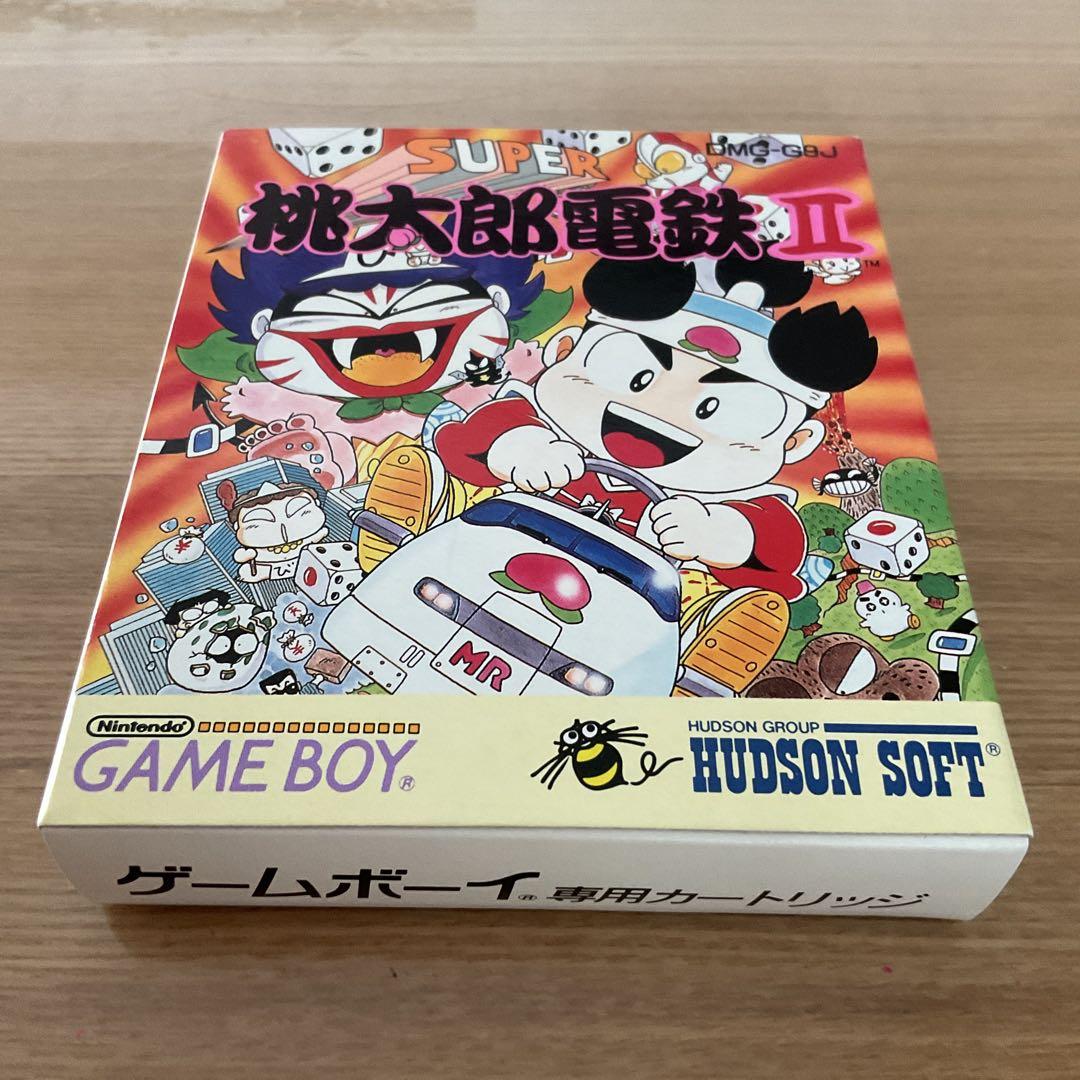 SUPER
DMG-G9J
桃太郎電鉄II
TM
び
MR
Nintendo
GAME BOY®
HUDSON GROUP
HUDSON SOFT®
ゲームボーイ® 専用カートリッジ